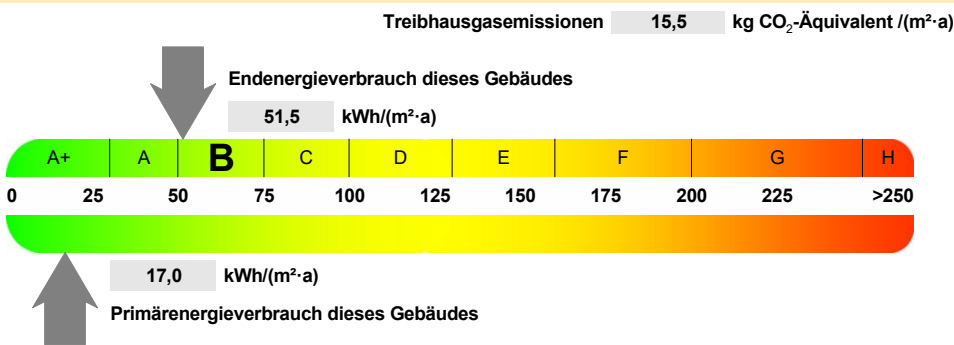 Treibhausgasemissionen 15,5 kg CO₂-Äquivalent /(m²·a)
Endenergieverbrauch dieses Gebäudes
51,5 kWh/(m²·a)
A+ A B C D E F G H
0 25 50 75 100 125 150 175 200 225 >250
17,0 kWh/(m²·a)
Primärenergieverbrauch dieses Gebäudes